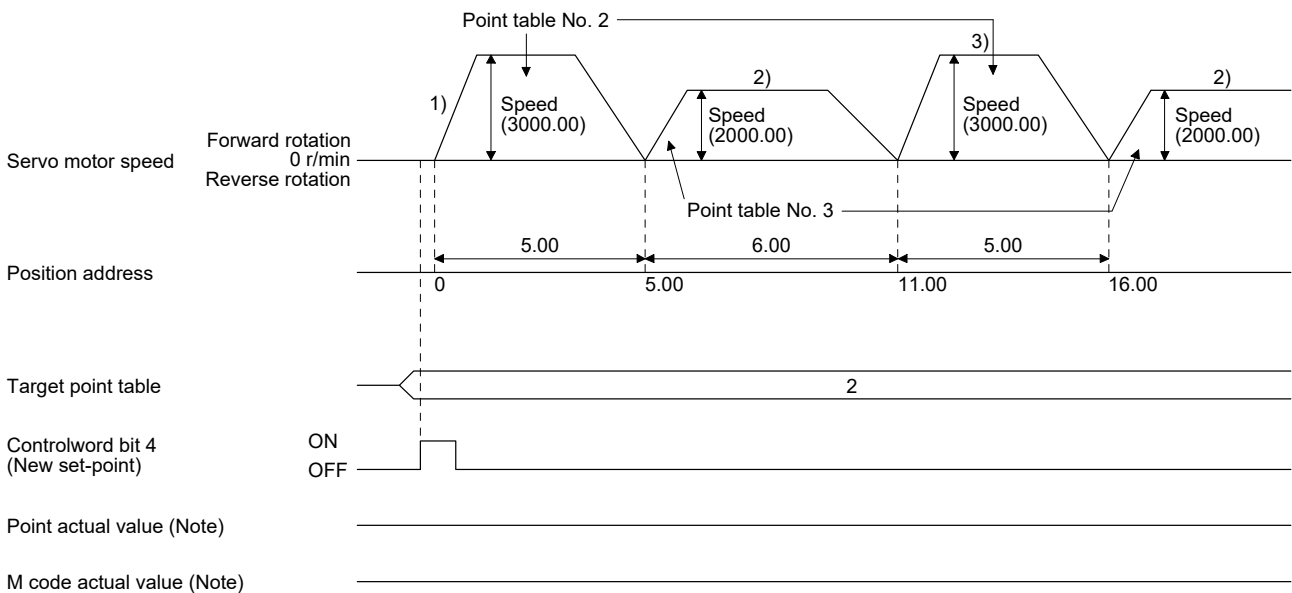 Point table No. 2
1)
Speed
(3000.00)
2)
Speed
(2000.00)
3)
Speed
(3000.00)
2)
Speed
(2000.00)
Servo motor speed
Forward rotation
0 r/min
Reverse rotation
Point table No. 3
5.00
6.00
5.00
Position address
0
5.00
11.00
16.00
Target point table
2
Controlword bit 4
(New set-point)
ON
OFF
Point actual value (Note)
M code actual value (Note)